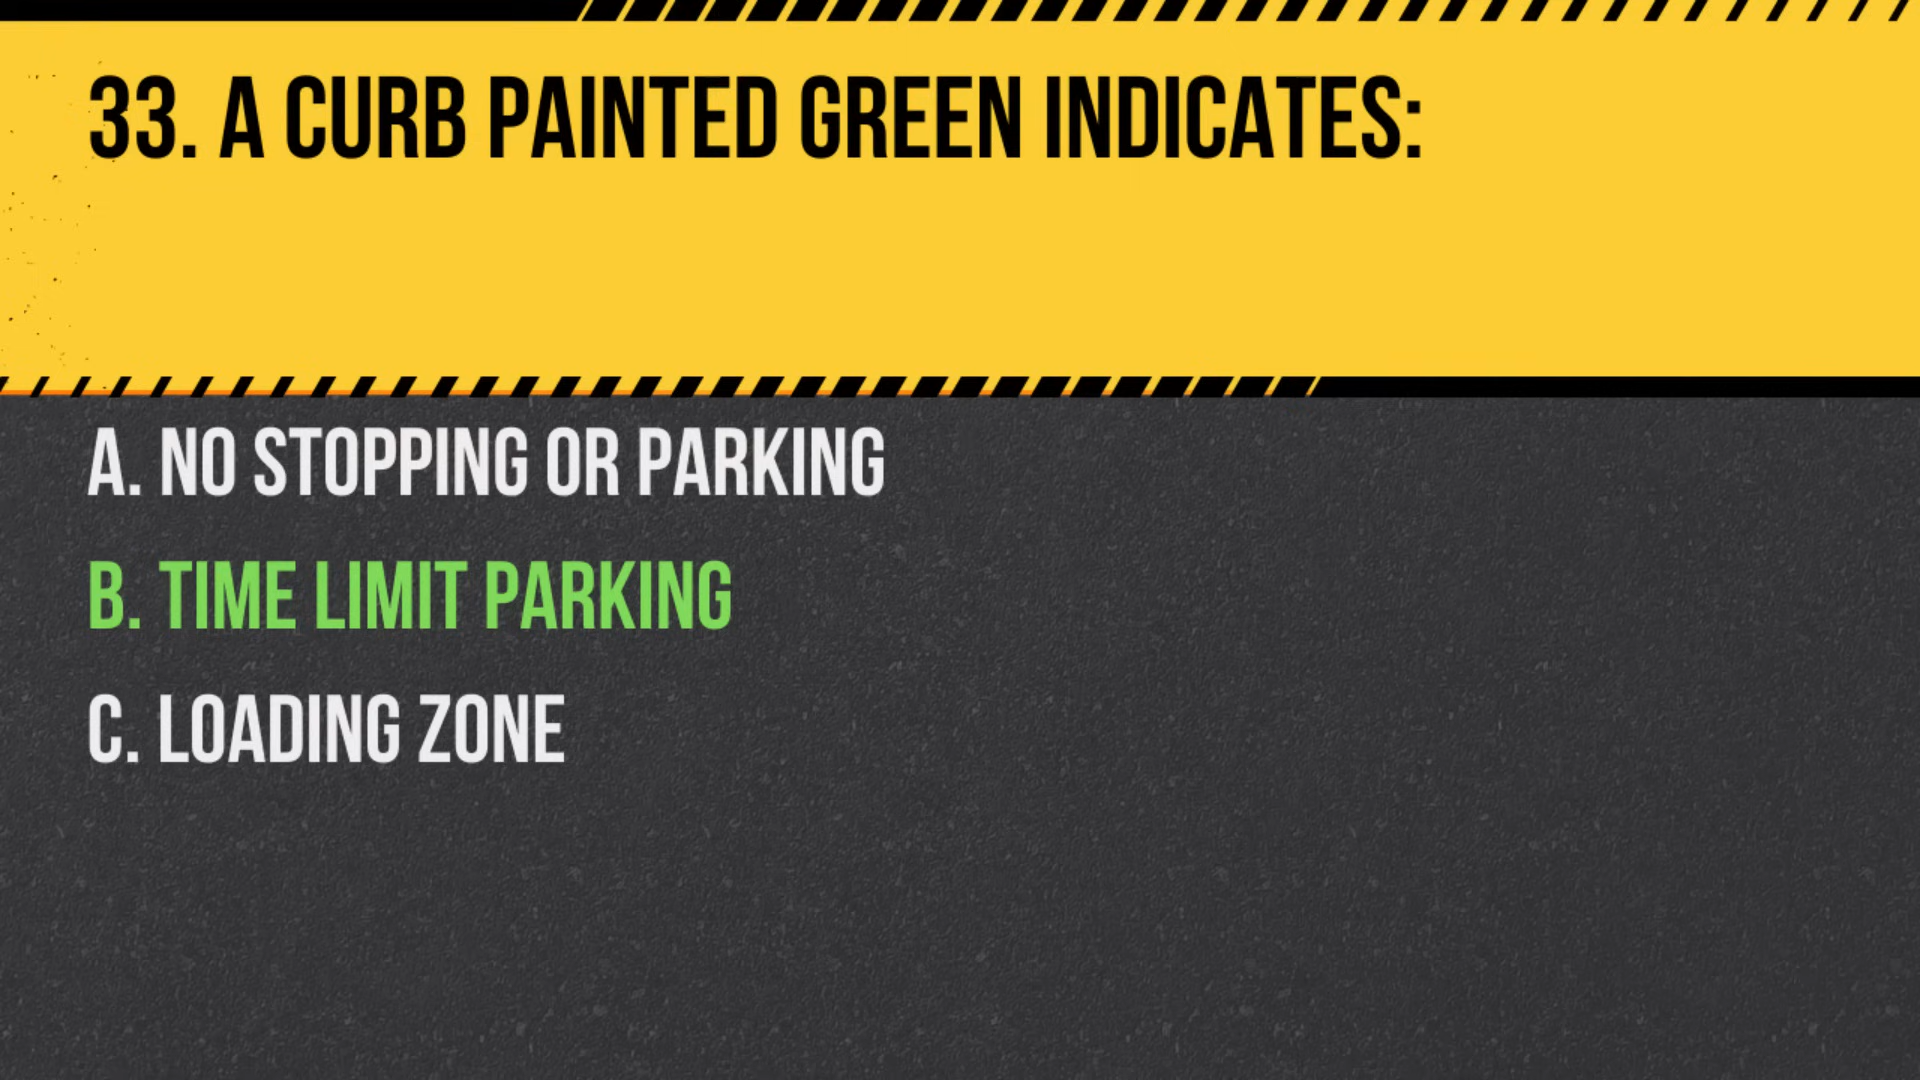 33. A CURB PAINTED GREEN INDICATES:
A. NO STOPPING OR PARKING
B. TIME LIMIT PARKING
C. LOADING ZONE